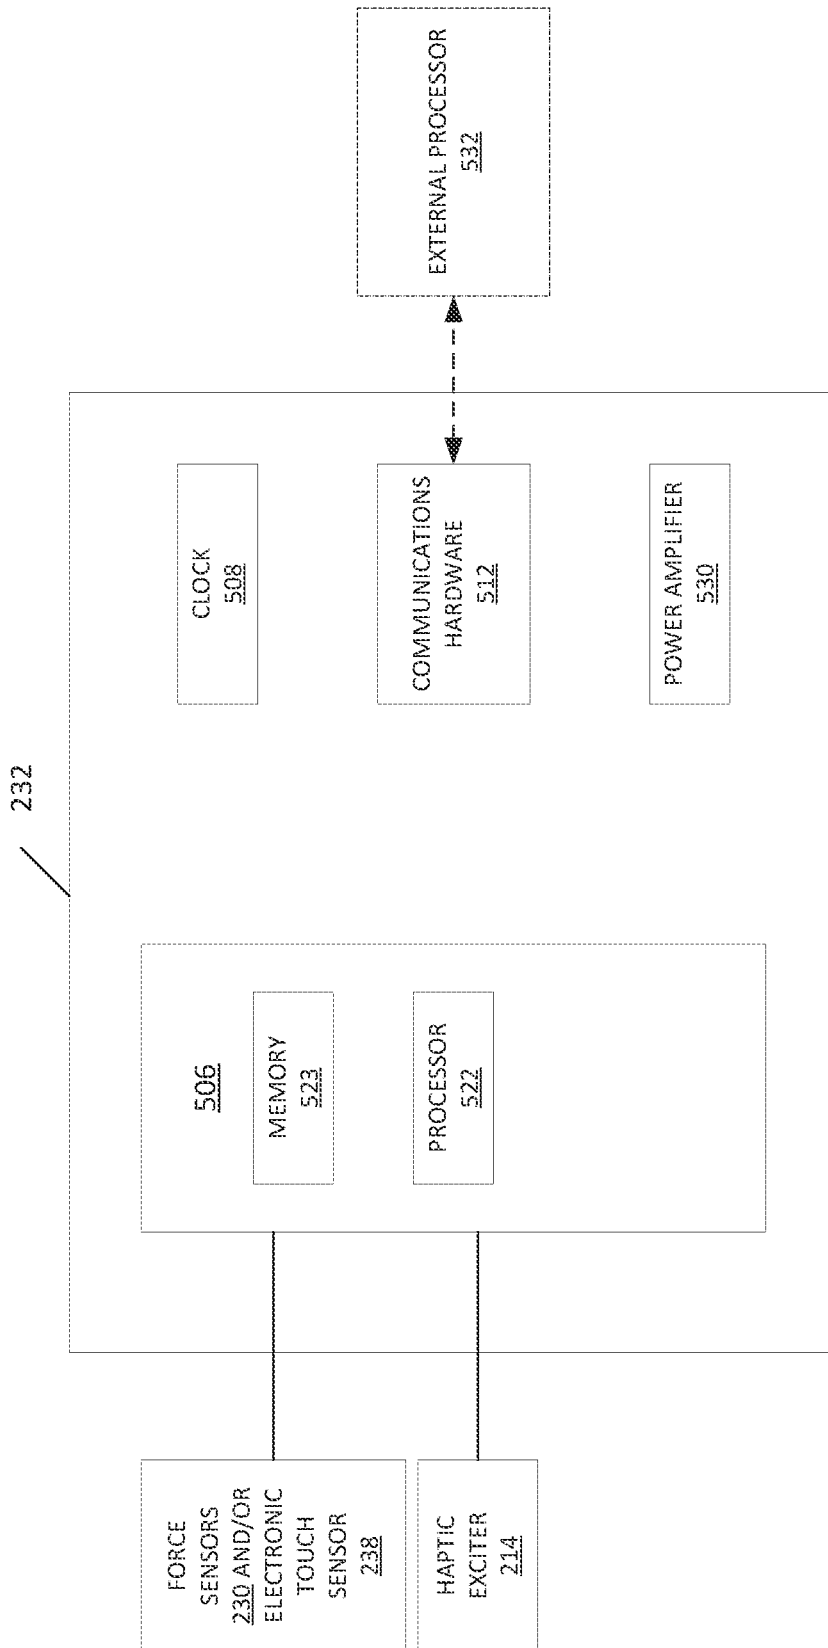 232
FORCE
SENSORS
230 AND/OR
ELECTRONIC
TOUCH
SENSOR
238
HAPTIC
EXCITER
214
506
MEMORY
523
PROCESSOR
522
CLOCK
508
COMMUNICATIONS
HARDWARE
512
POWER AMPLIFIER
530
EXTERNAL PROCESSOR
532